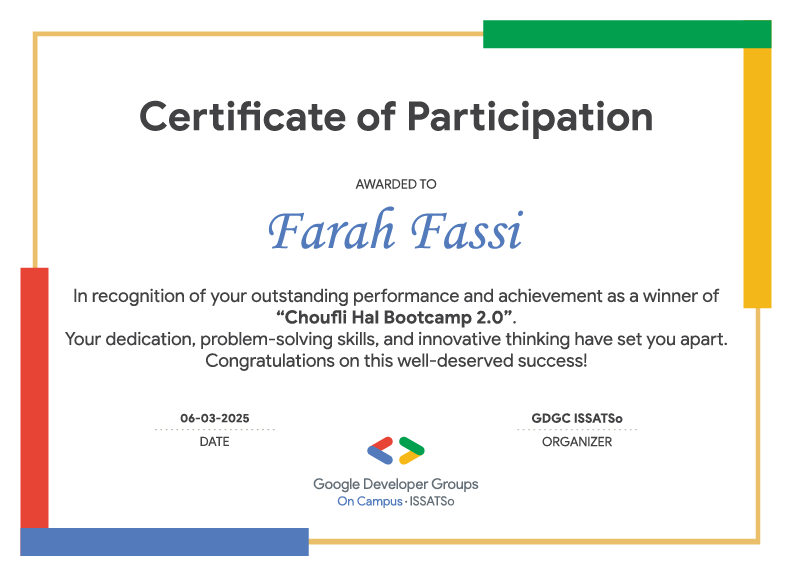 Certificate of Participation
AWARDED TO
Farah Fassi
In recognition of your outstanding performance and achievement as a winner of
“Choufli Hal Bootcamp 2.0”.
Your dedication, problem-solving skills, and innovative thinking have set you apart.
Congratulations on this well-deserved success!
06-03-2025
DATE
GDGC ISSATSo
ORGANIZER
Google Developer Groups
On Campus · ISSATSo